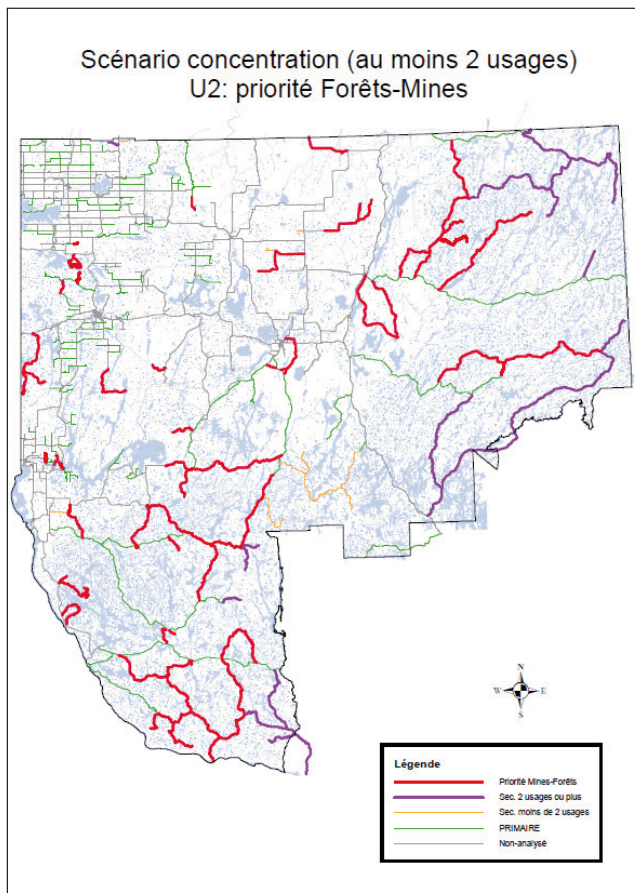 Scénario concentration (au moins 2 usages)
U2: priorité Forêts-Mines
N
W E
S
Légende
Priorité Mines-Forêts
Sec. 2 usages ou plus
Sec. moins de 2 usages
PRIMAIRE
Non-analysé